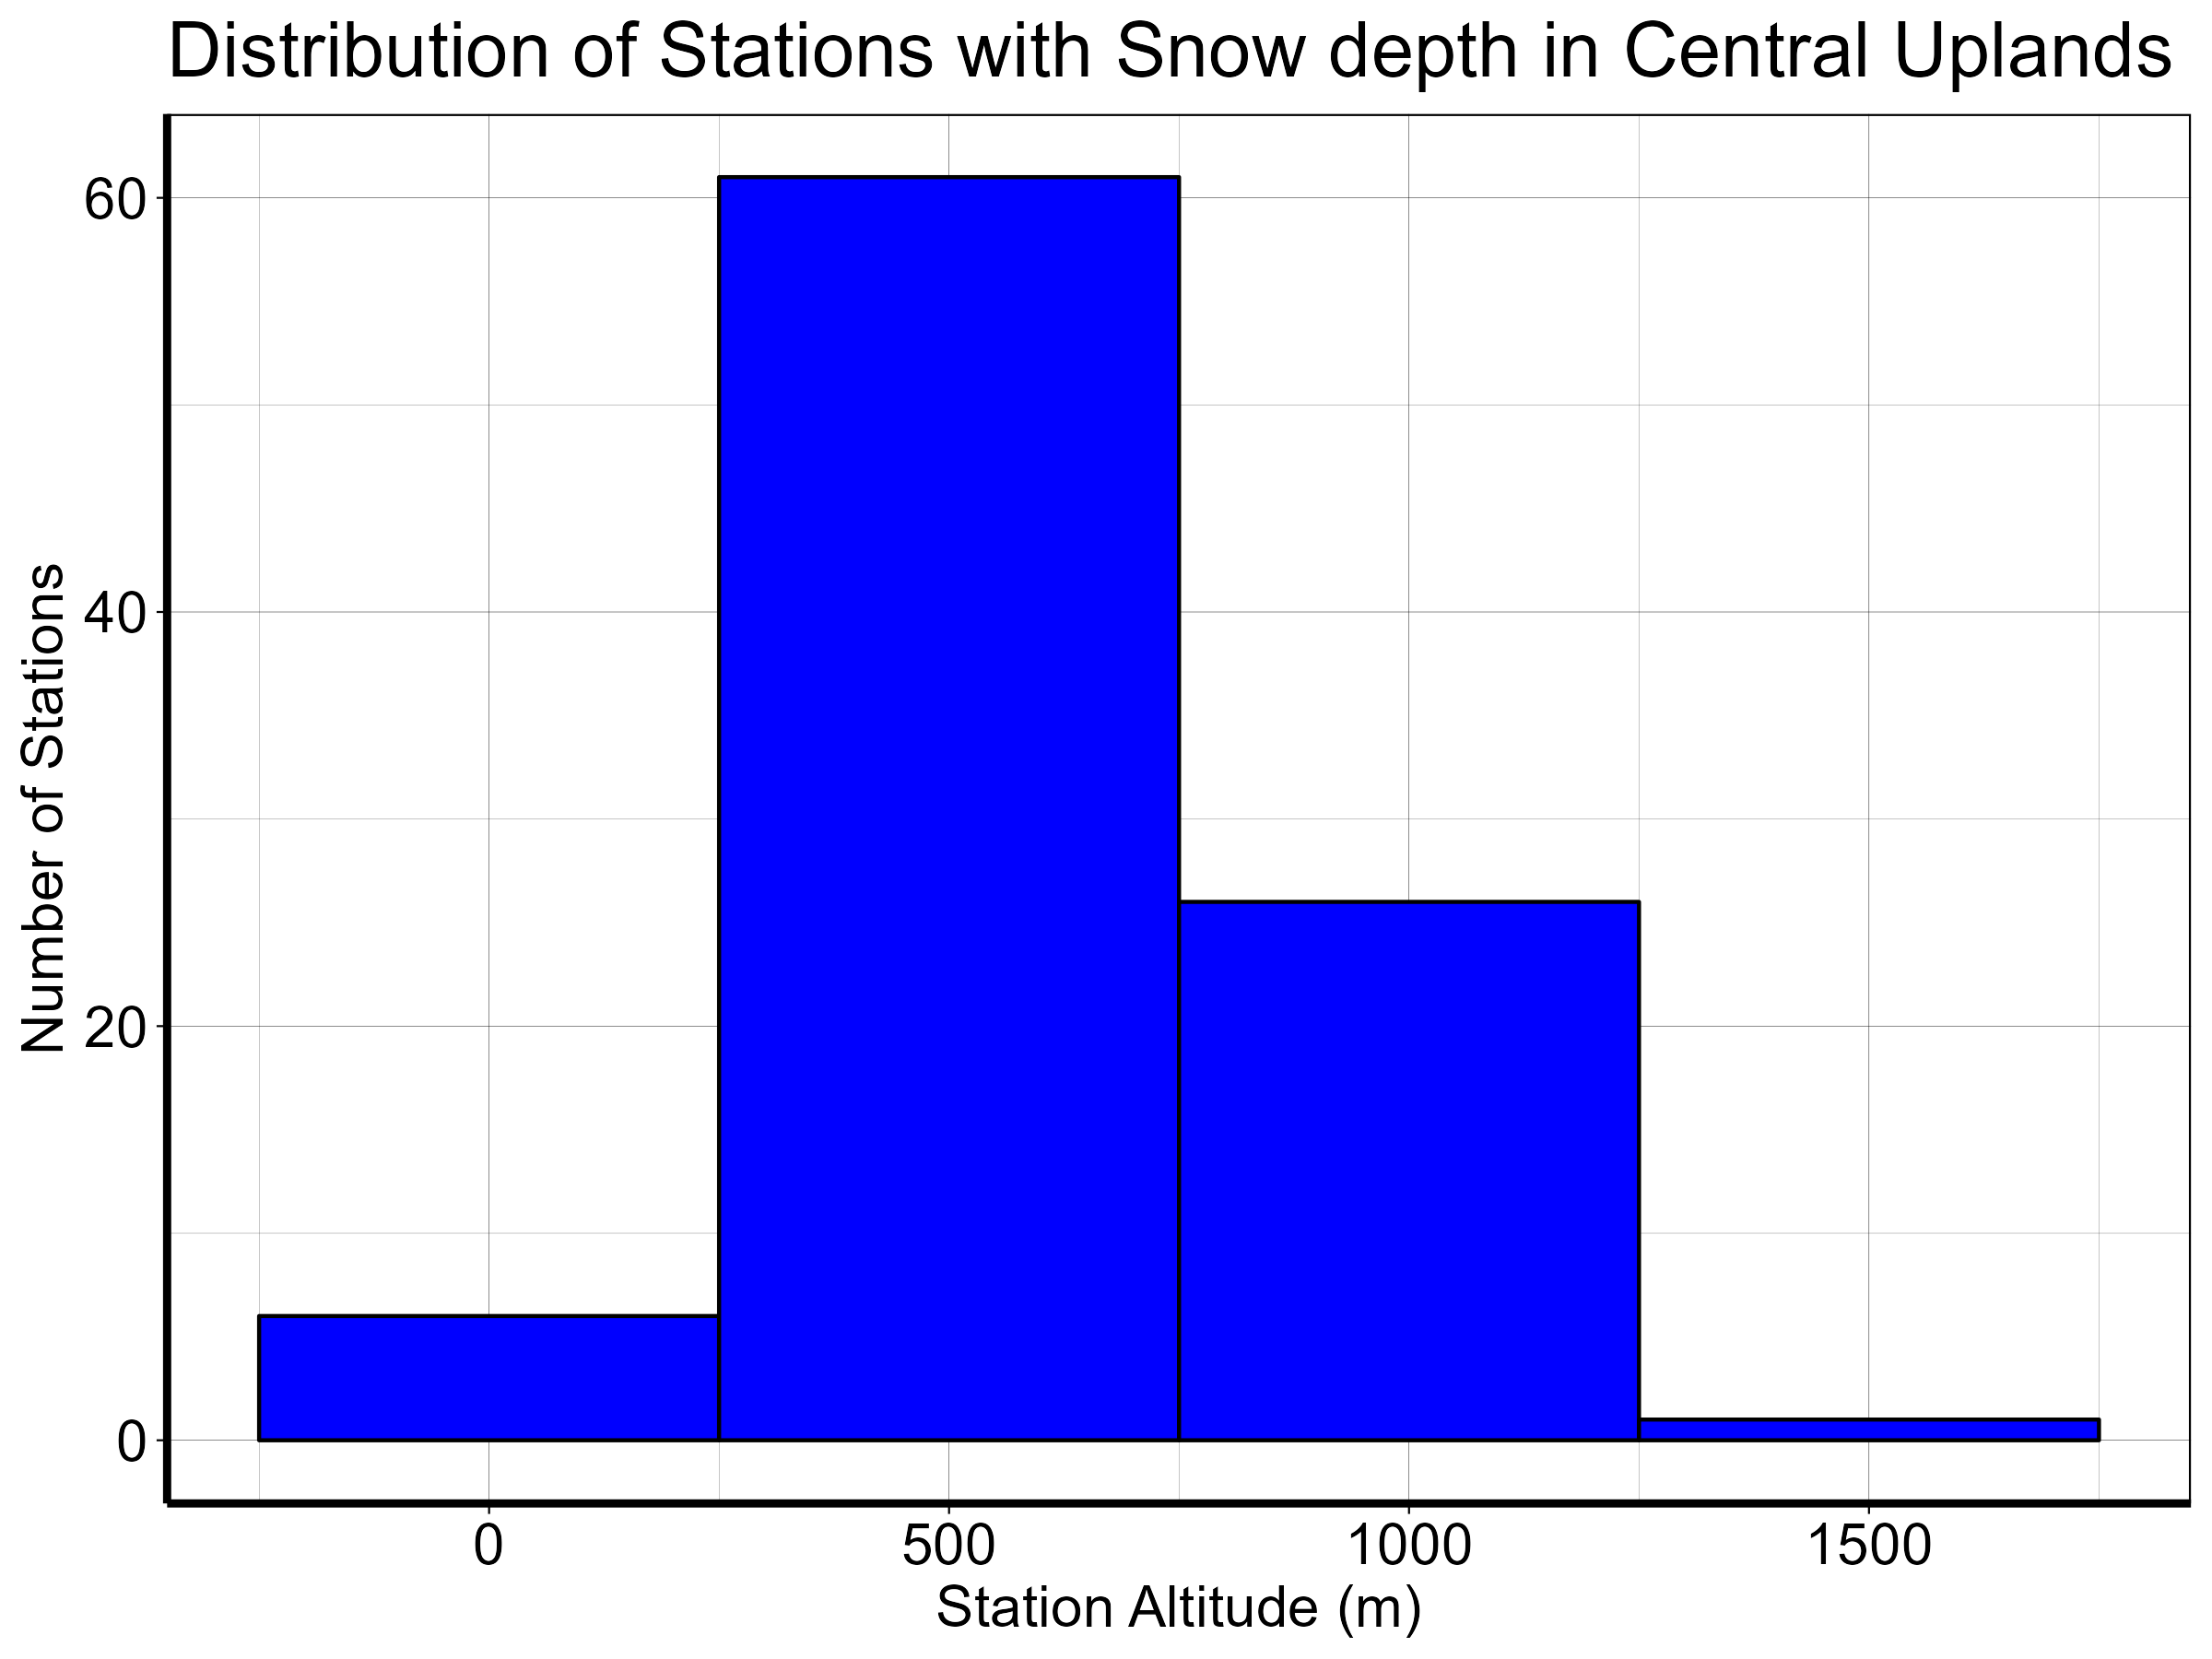 Distribution of Stations with Snow depth in Central Uplands
Number of Stations
60
40
20
0
0
500
1000
1500
Station Altitude (m)